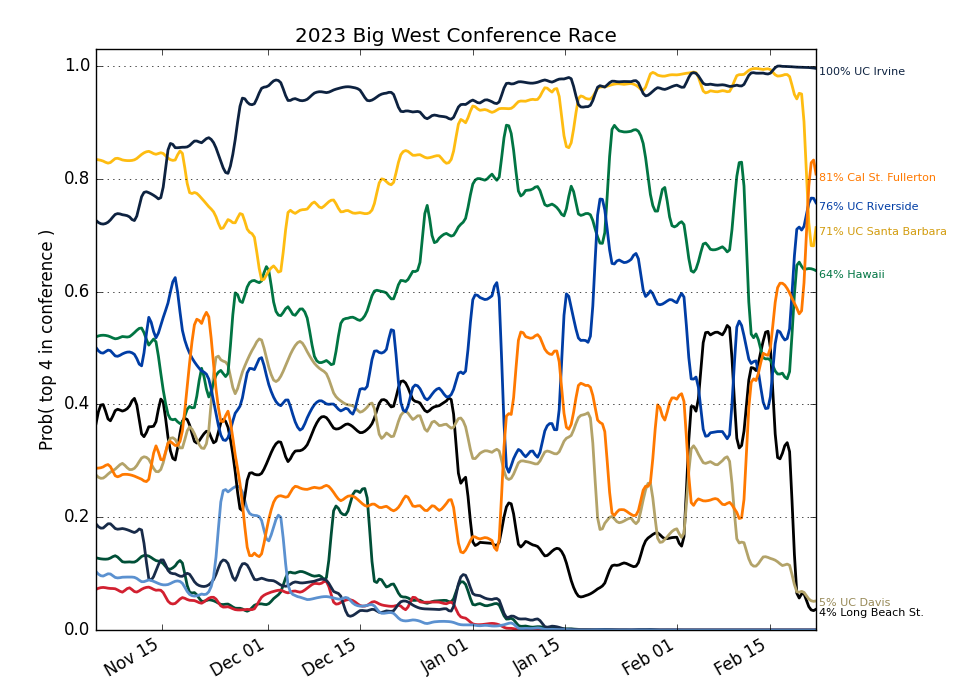 2023 Big West Conference Race
Prob( top 4 in conference )
1.0
0.8
0.6
0.4
0.2
0.0
Nov 15
Dec 01
Dec 15
Jan 01
Jan 15
Feb 01
Feb 15
100% UC Irvine
81% Cal St. Fullerton
76% UC Riverside
71% UC Santa Barbara
64% Hawaii
5% UC Davis
4% Long Beach St.